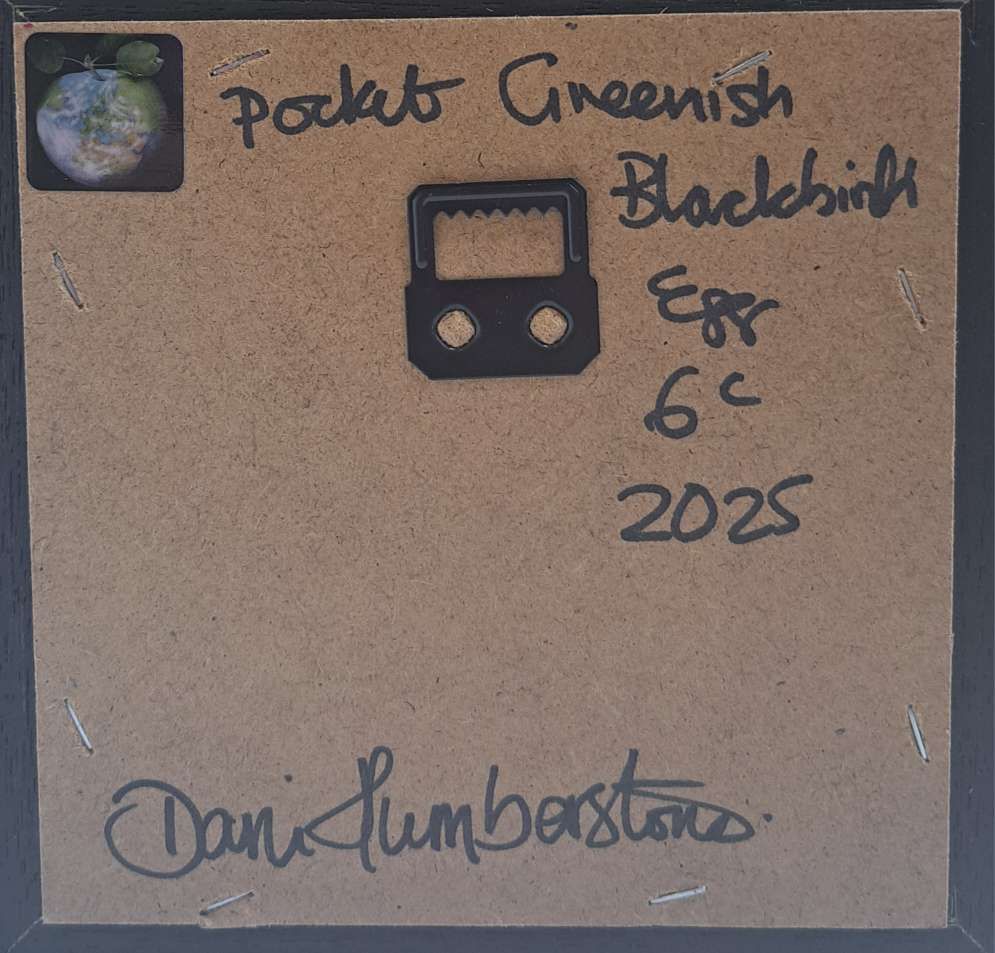 Pocket Greenish
Blackbird
Egg
6c
2025
Dani Humberstone